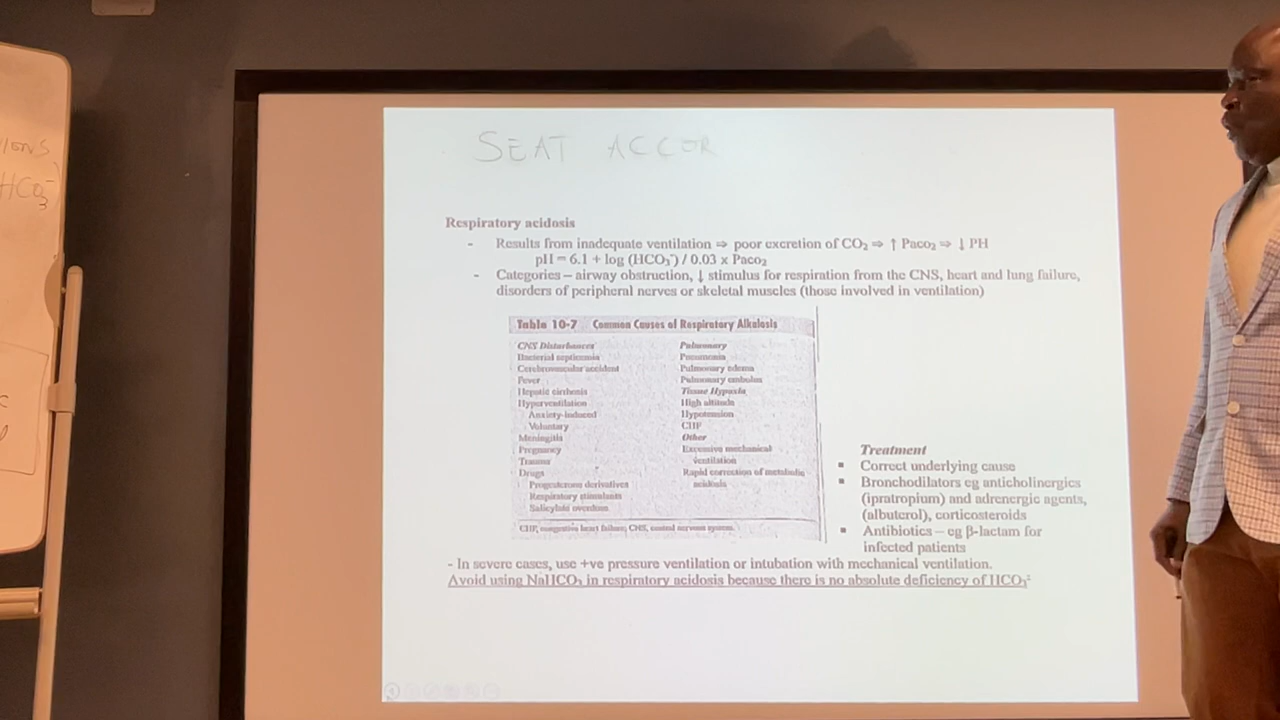 IONS
HCO3-
SEAT ACCOR
Respiratory acidosis
- Results from inadequate ventilation ⇒ poor excretion of CO2 ⇒ ↑ Paco2 ⇒ ↓ PH
pH = 6.1 + log (HCO3-) / 0.03 x Paco2
- Categories – airway obstruction, ↓ stimulus for respiration from the CNS, heart and lung failure,
disorders of peripheral nerves or skeletal muscles (those involved in ventilation)
Table 10-7 Common Causes of Respiratory Alkalosis
CNS Disturbances
Bacterial septicemia
Cerebrovascular accident
Fever
Hepatic cirrhosis
Hyperventilation
Anxiety-induced
Voluntary
Meningitis
Pregnancy
Trauma
Drugs
Progesterone derivatives
Respiratory stimulants
Salicylate overdose
Pulmonary
Pneumonia
Pulmonary edema
Pulmonary embolus
Tissue Hypoxia
High altitude
Hypotension
CHF
Other
Excessive mechanical
ventilation
Rapid correction of metabolic
acidosis
CHF, congestive heart failure; CNS, central nervous system.
Treatment
▪ Correct underlying cause
▪ Bronchodilators eg anticholinergics
(ipratropium) and adrenergic agents,
(albuterol), corticosteroids
▪ Antibiotics – eg β-lactam for
infected patients
- In severe cases, use +ve pressure ventilation or intubation with mechanical ventilation.
Avoid using NaHCO3 in respiratory acidosis because there is no absolute deficiency of HCO3-